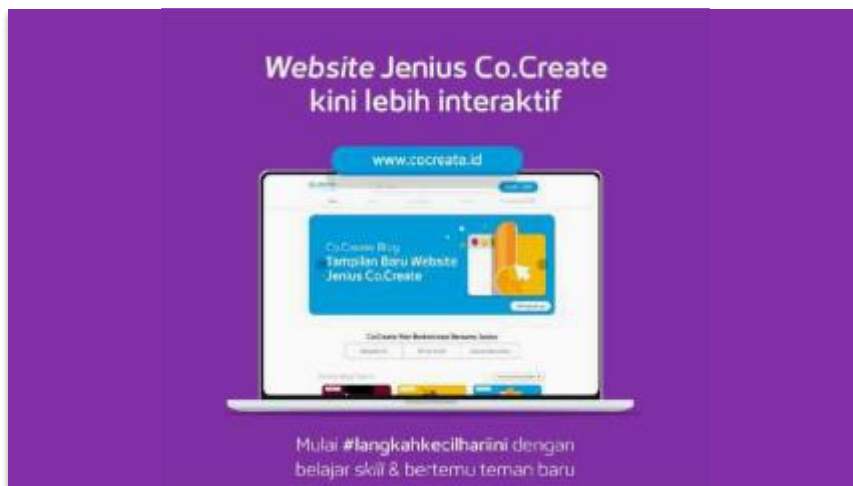 Website Jenius Co.Create
kini lebih interaktif
www.cocreate.id
Co.Create Blog
Tampilan Baru Website
Jenius Co.Create
Mulai #langkahkecilhariini dengan
belajar skill & bertemu teman baru